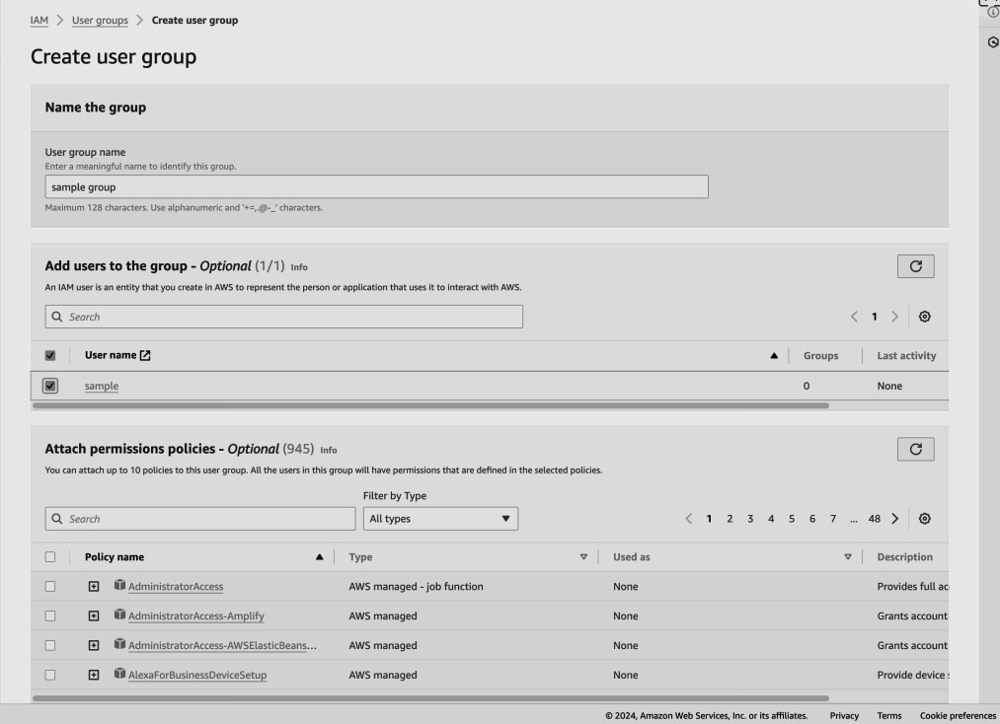 IAM > User groups > Create user group
Create user group
Name the group
User group name
Enter a meaningful name to identify this group.
sample group
Maximum 128 characters. Use alphanumeric and '+=,.@-_' characters.
Add users to the group - Optional (1/1) Info
An IAM user is an entity that you create in AWS to represent the person or application that uses it to interact with AWS.
Search
1
User name Groups Last activity
sample 0 None
Attach permissions policies - Optional (945) Info
You can attach up to 10 policies to this user group. All the users in this group will have permissions that are defined in the selected policies.
Filter by Type
Search All types 1 2 3 4 5 6 7 ... 48
Policy name Type Used as Description
AdministratorAccess AWS managed - job function None Provides full ac
AdministratorAccess-Amplify AWS managed None Grants account
AdministratorAccess-AWSElasticBeans... AWS managed None Grants account
AlexaForBusinessDeviceSetup AWS managed None Provide device
© 2024, Amazon Web Services, Inc. or its affiliates. Privacy Terms Cookie preferences